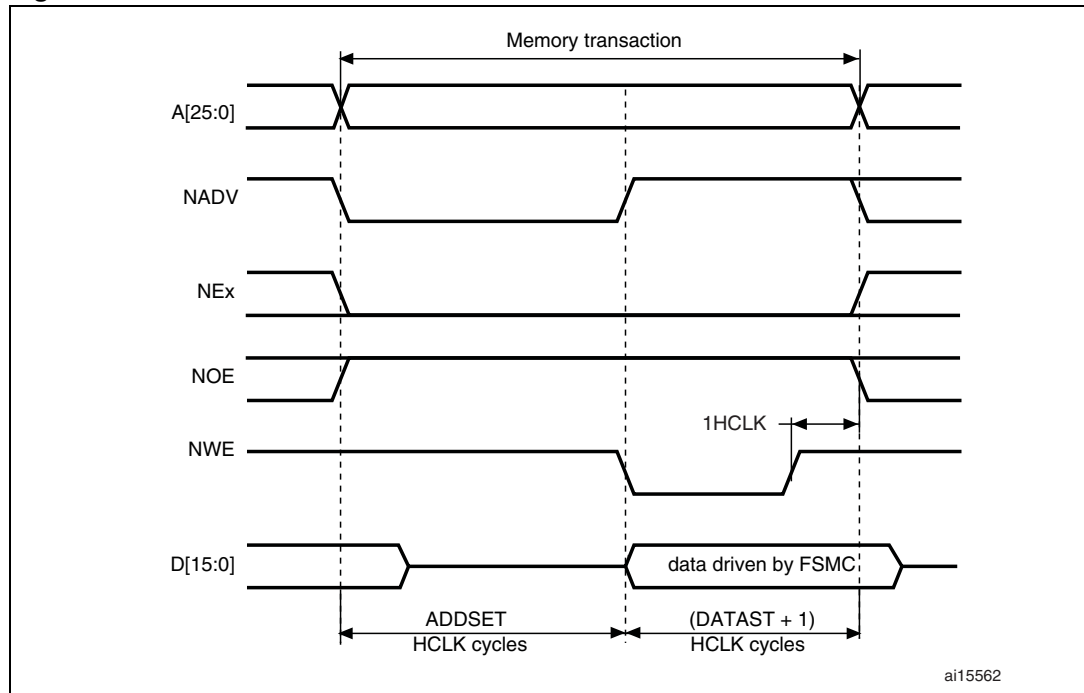 Memory transaction
A[25:0]
NADV
NEx
NOE
1HCLK
NWE
D[15:0]
data driven by FSMC
ADDSET
HCLK cycles
(DATAST + 1)
HCLK cycles
ai15562